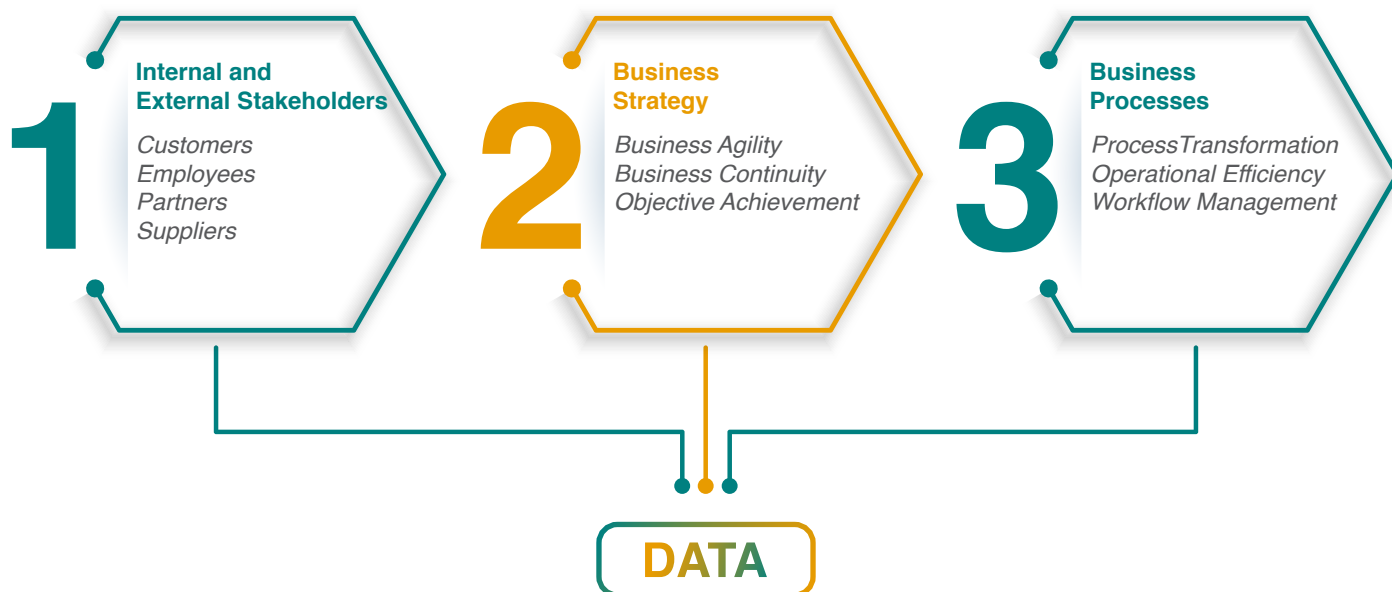 1
Internal and
External Stakeholders
Customers
Employees
Partners
Suppliers
2
Business
Strategy
Business Agility
Business Continuity
Objective Achievement
3
Business
Processes
ProcessTransformation
Operational Efficiency
Workflow Management
DATA